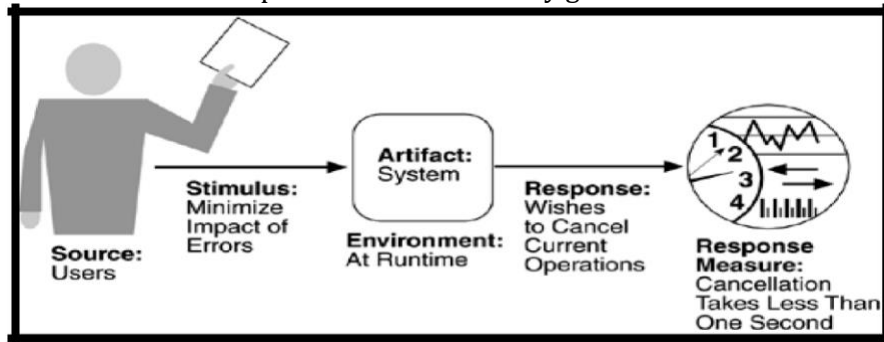 Source:
Users
Stimulus:
Minimize
Impact of
Errors
Artifact:
System
Environment:
At Runtime
Response:
Wishes
to Cancel
Current
Operations
1
2
3
4
Response
Measure:
Cancellation
Takes Less Than
One Second